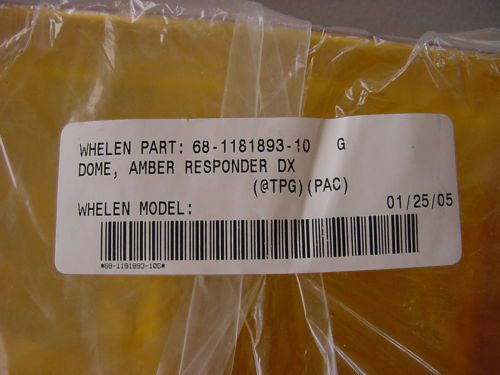 WHELEN PART: 68-1181893-10 G
DOME, AMBER RESPONDER DX
(@TPG)(PAC)
WHELEN MODEL: 01/25/05
*68-1181893-10G*